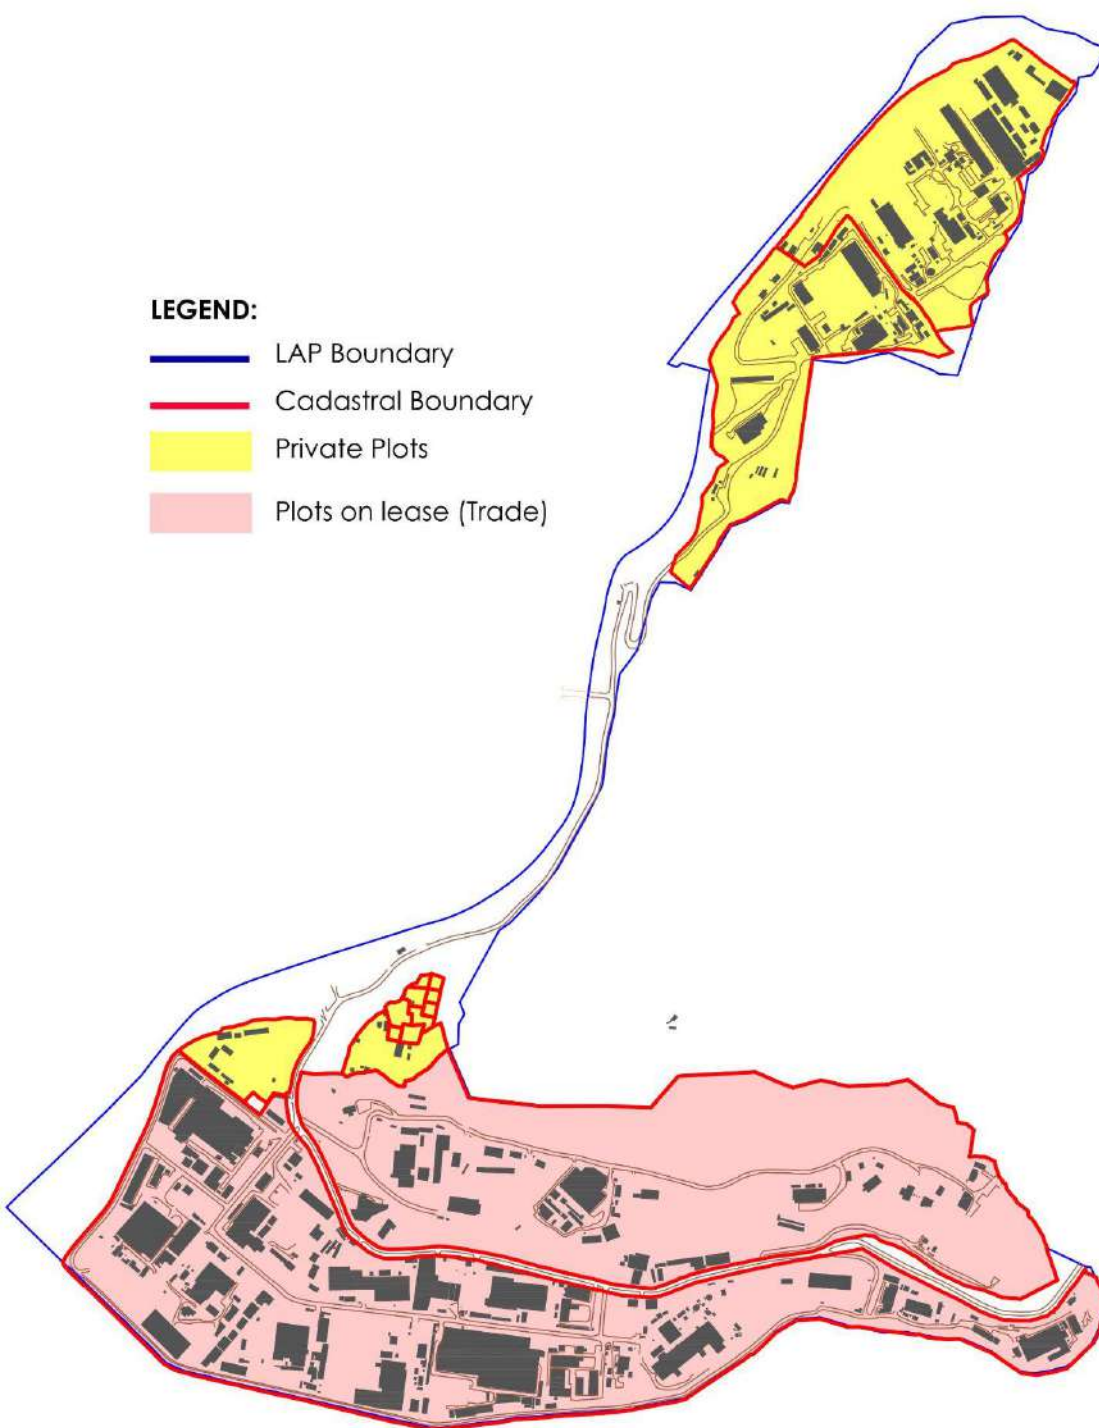 LEGEND:
LAP Boundary
Cadastral Boundary
Private Plots
Plots on lease (Trade)